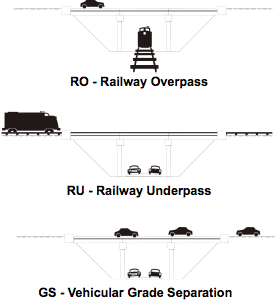 RO - Railway Overpass
RU - Railway Underpass
GS - Vehicular Grade Separation